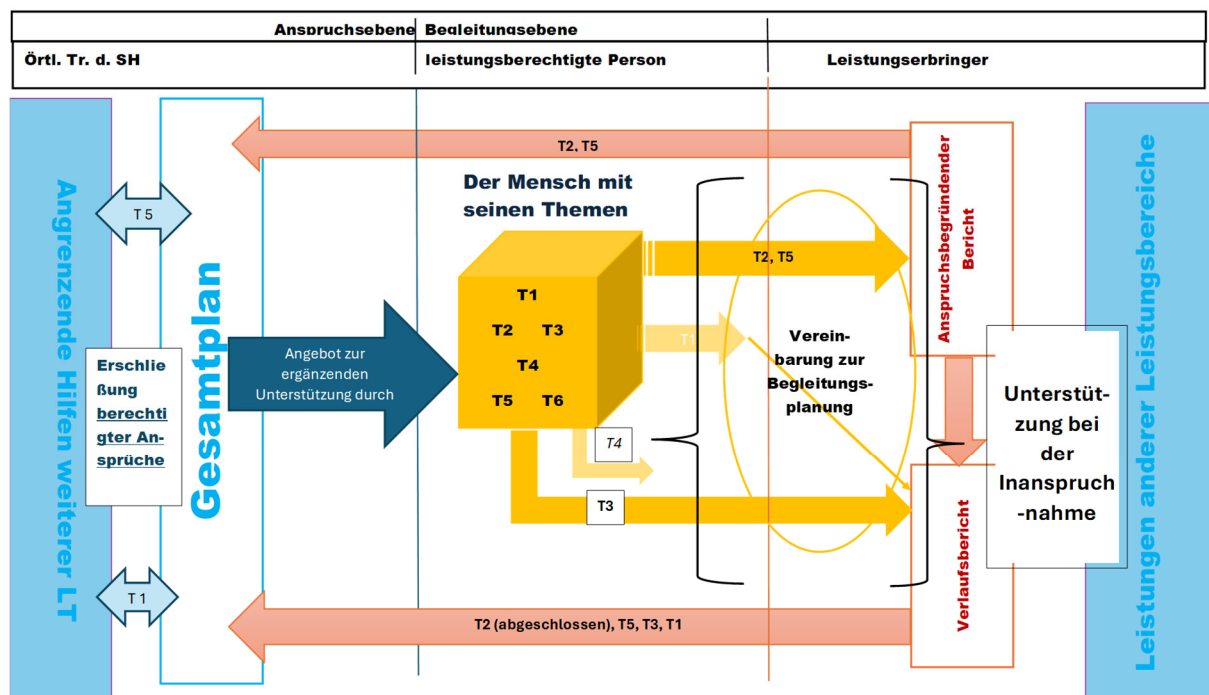 Anspruchsebene
Begleitungsebene
Örtl. Tr. d. SH
leistungsberechtigte Person
Leistungserbringer
Angrenzende Hilfen weiterer LT
T 5
Erschlie
ßung
berechti
gter An-
sprüche
T 1
Gesamtplan
T2, T5
Angebot zur
ergänzenden
Unterstützung durch
Der Mensch mit
seinen Themen
T1
T2 T3
T4
T5 T6
T2, T5
T1
T4
T3
Verein-
barung zur
Begleitungs-
planung
T2 (abgeschlossen), T5, T3, T1
Anspruchsbegründender
Bericht
Verlaufsbericht
Unterstüt-
zung bei
der
Inanspruch
-nahme
Leistungen anderer Leistungsbereiche